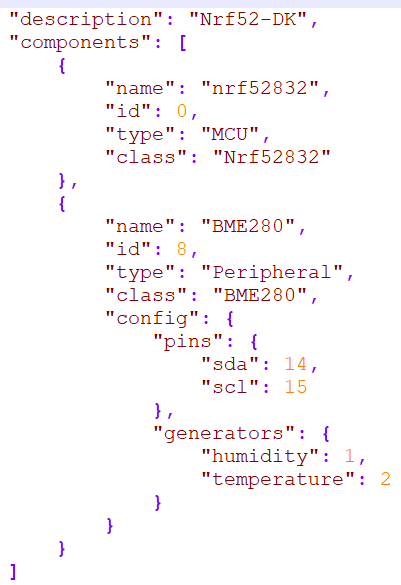 "description": "Nrf52-DK",
"components": [
{
"name": "nrf52832",
"id": 0,
"type": "MCU",
"class": "Nrf52832"
},
{
"name": "BME280",
"id": 8,
"type": "Peripheral",
"class": "BME280",
"config": {
"pins": {
"sda": 14,
"scl": 15
},
"generators": {
"humidity": 1,
"temperature": 2
}
}
}
]